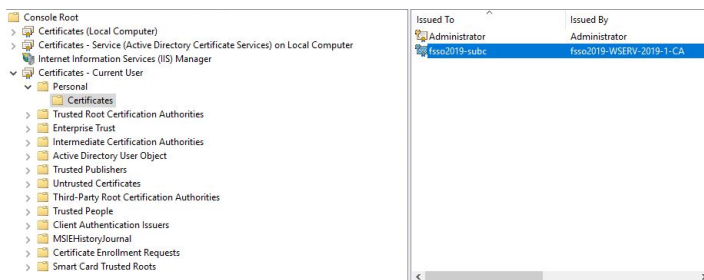 Console Root
Certificates (Local Computer)
Certificates - Service (Active Directory Certificate Services) on Local Computer
Internet Information Services (IIS) Manager
Certificates - Current User
Personal
Certificates
Trusted Root Certification Authorities
Enterprise Trust
Intermediate Certification Authorities
Active Directory User Object
Trusted Publishers
Untrusted Certificates
Third-Party Root Certification Authorities
Trusted People
Client Authentication Issuers
MSIEHistoryJournal
Certificate Enrollment Requests
Smart Card Trusted Roots
Issued To Issued By
Administrator Administrator
fsso2019-subc fsso2019-WSERV-2019-1-CA